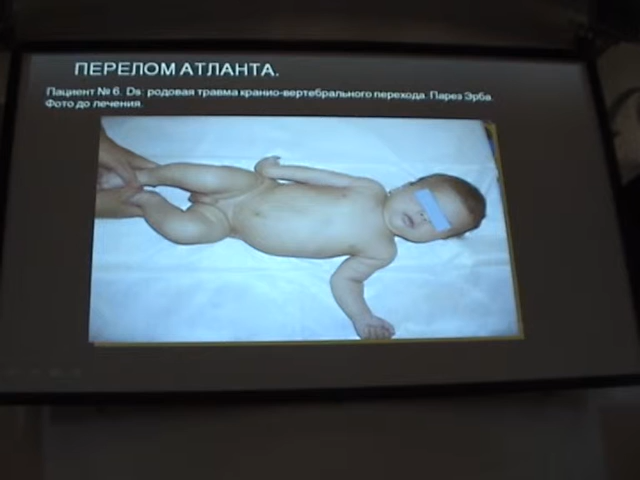 ПЕРЕЛОМ АТЛАНТА.
Пациент № 6. Ds: родовая травма кранио-вертебрального перехода. Парез Эрба.
Фото до лечения.